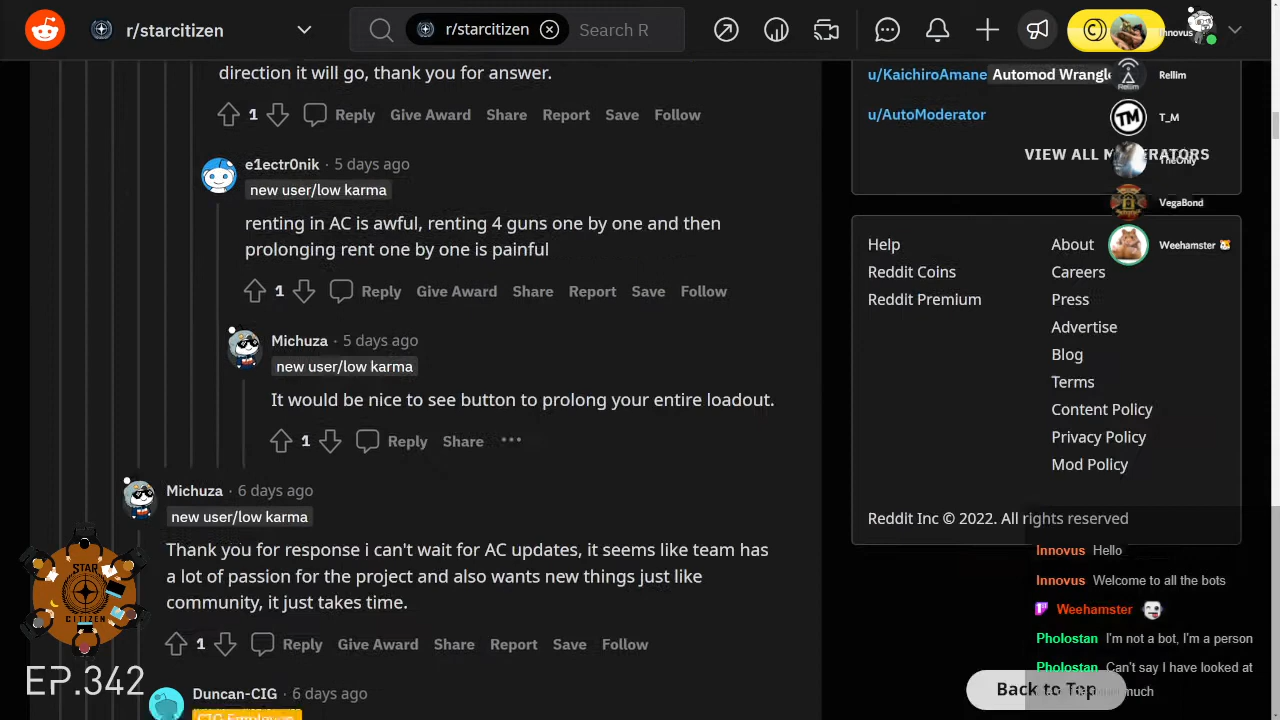 r/starcitizen
r/starcitizen
Search R
Innovus
direction it will go, thank you for answer.
1 Reply Give Award Share Report Save Follow
e1ectr0nik · 5 days ago
new user/low karma
renting in AC is awful, renting 4 guns one by one and then
prolonging rent one by one is painful
1 Reply Give Award Share Report Save Follow
Michuza · 5 days ago
new user/low karma
It would be nice to see button to prolong your entire loadout.
1 Reply Share ···
Michuza · 6 days ago
new user/low karma
Thank you for response i can't wait for AC updates, it seems like team has
a lot of passion for the project and also wants new things just like
community, it just takes time.
1 Reply Give Award Share Report Save Follow
Duncan-CIG · 6 days ago
CIG Employee
STAR
CITIZEN
EP.342
u/KaichiroAmane Automod Wrangle
u/AutoModerator
VIEW ALL MODERATORS
Rellim
Rellim
TM
T_M
VegaBond
Weehamster
Help
Reddit Coins
Reddit Premium
About
Careers
Press
Advertise
Blog
Terms
Content Policy
Privacy Policy
Mod Policy
Reddit Inc © 2022. All rights reserved
Innovus Hello
Innovus Welcome to all the bots
Weehamster
Pholostan I'm not a bot, I'm a person
Pholostan Can't say I have looked at
much
Back to Top